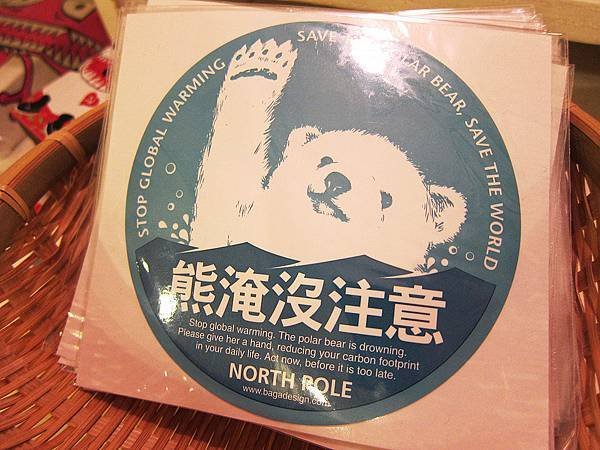 STOP GLOBAL WARMING
SAVE POLAR BEAR, SAVE THE WORLD
熊淹沒注意
Stop global warming. The polar bear is drowning.
Please give her a hand, reducing your carbon footprint
in your daily life. Act now, before it is too late.
NORTH POLE
www.bagadesign.com